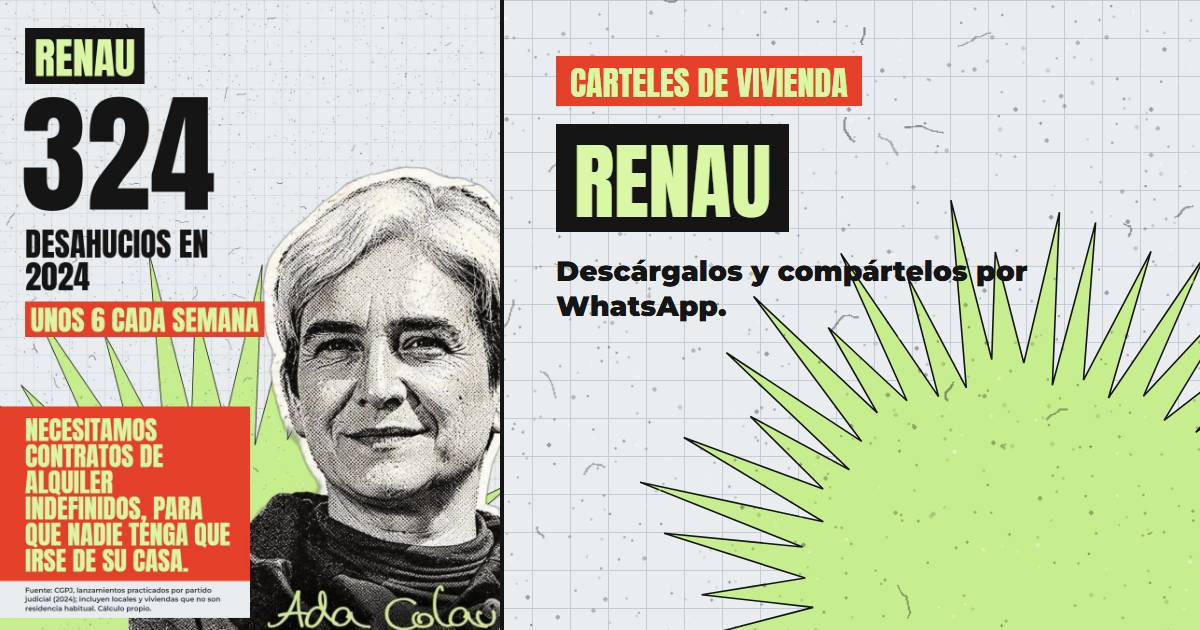 RENAU
324
DESAHUCIOS EN
2024
UNOS 6 CADA SEMANA
NECESITAMOS
CONTRATOS DE
ALQUILER
INDEFINIDOS, PARA
QUE NADIE TENGA QUE
IRSE DE SU CASA.
Fuente: CGPJ, lanzamientos practicados por partido
judicial (2024); incluyen locales y viviendas que no son
residencia habitual. Cálculo propio.
Ada Colau
CARTELES DE VIVIENDA
RENAU
Descárgalos y compártelos por
WhatsApp.